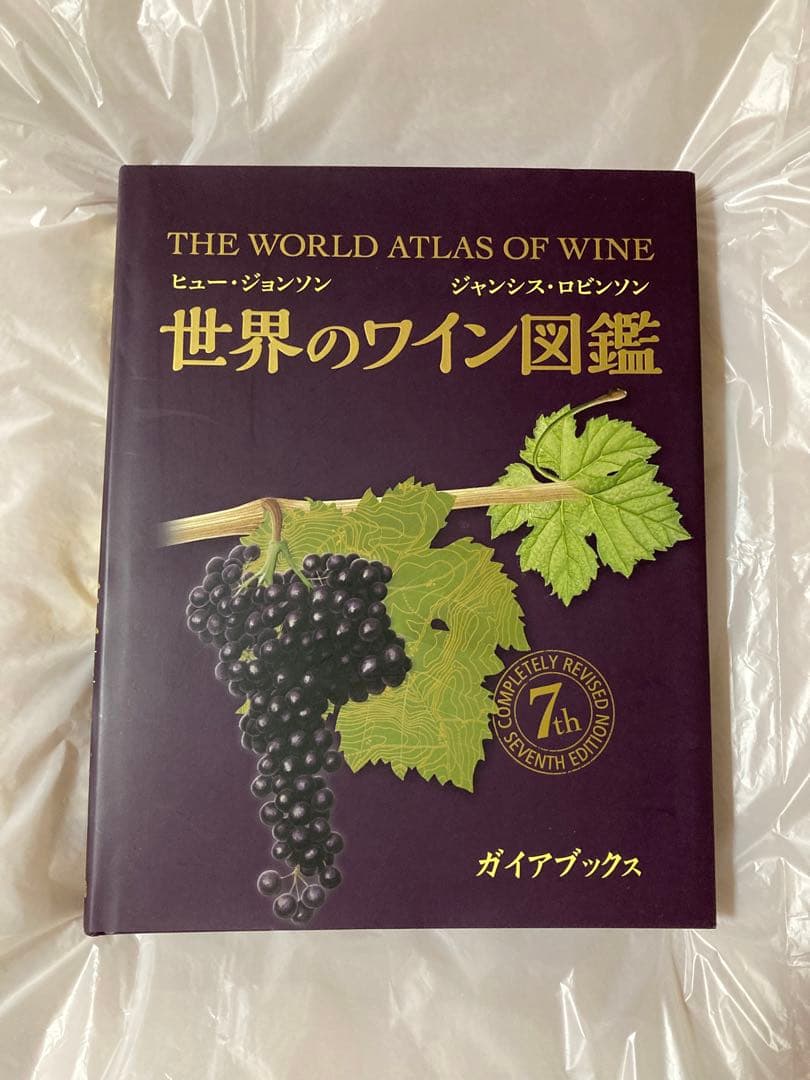 THE WORLD ATLAS OF WINE
ヒュー・ジョンソン ジャンシス・ロビンソン
世界のワイン図鑑
COMPLETELY REVISED
7th
SEVENTH EDITION
ガイアブックス